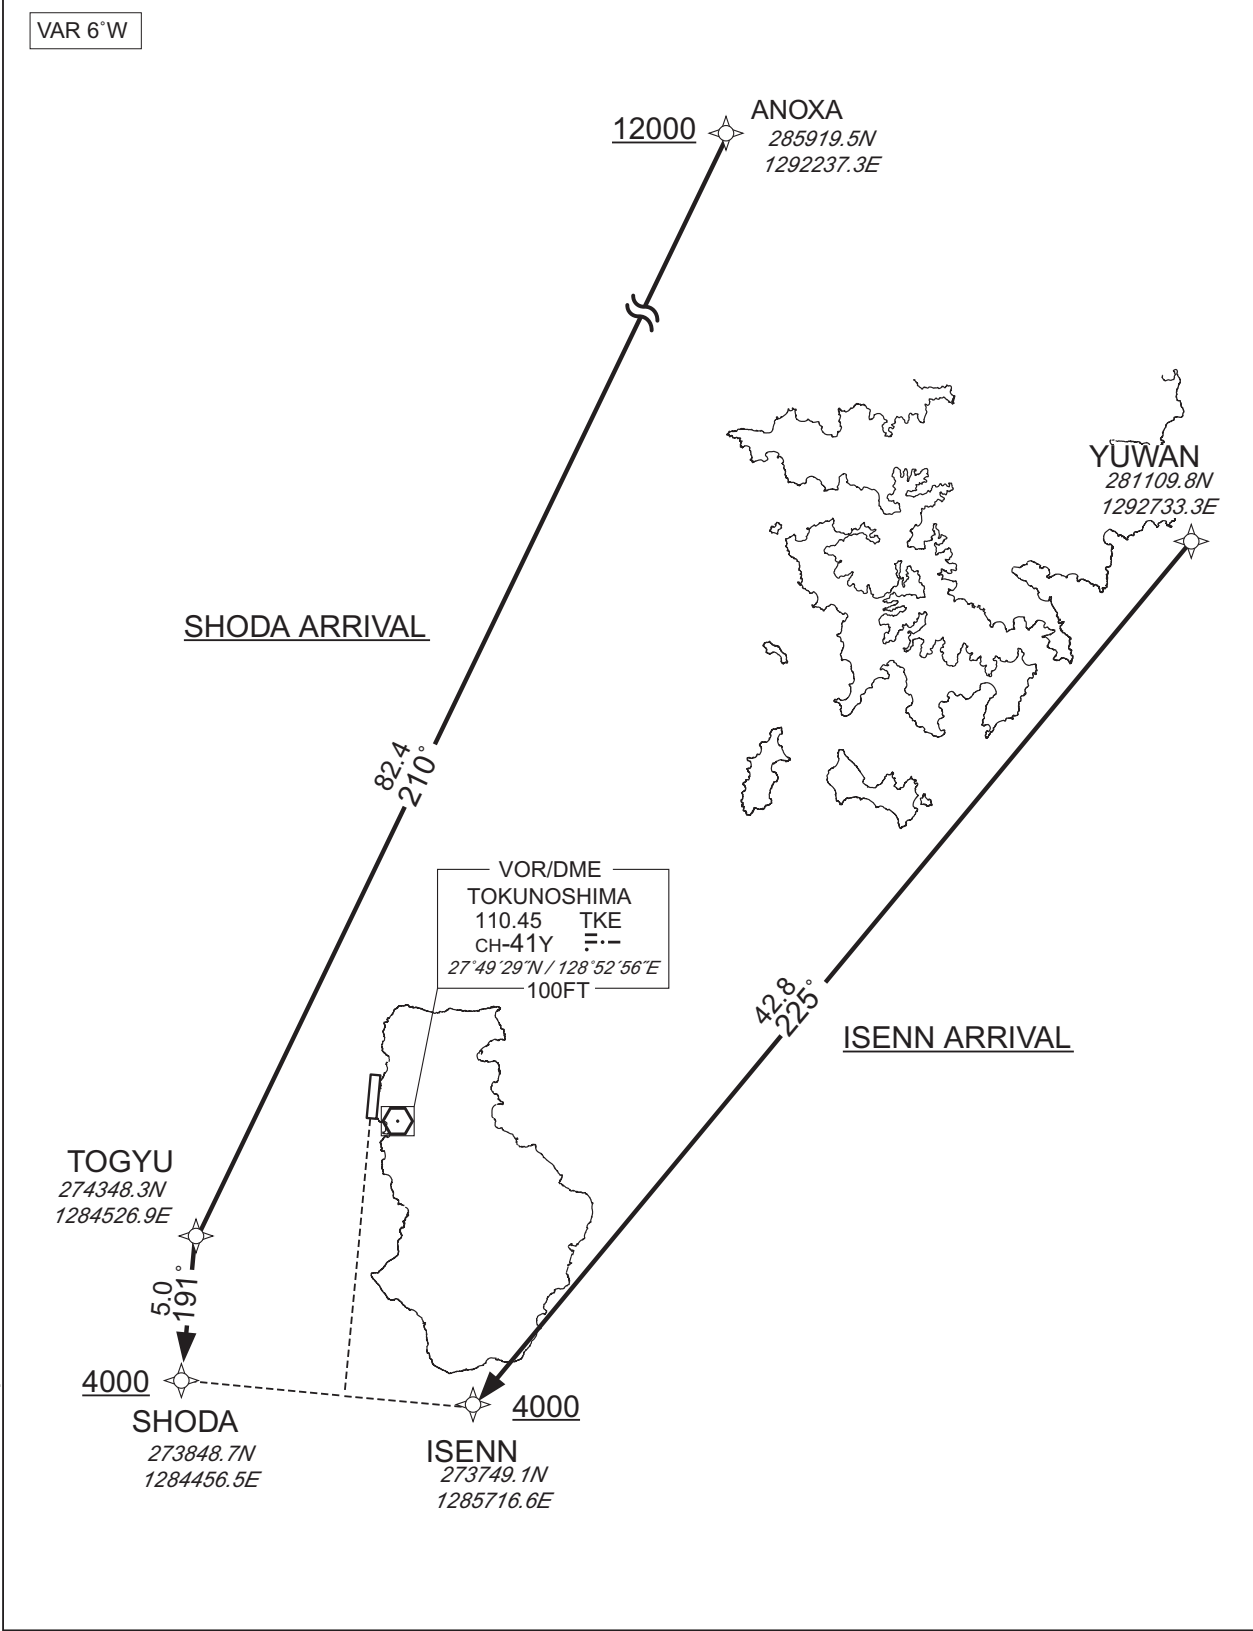 VAR 6°W
12000
ANOXA
285919.5N
1292237.3E
YUWAN
281109.8N
1292733.3E
SHODA ARRIVAL
82.4
210°
VOR/DME
TOKUNOSHIMA
110.45 TKE
CH-41Y
27°49´29˝N / 128°52´56˝E
100FT
42.8
225°
ISENN ARRIVAL
TOGYU
274348.3N
1284526.9E
5.0
191°
4000
SHODA
273848.7N
1284456.5E
4000
ISENN
273749.1N
1285716.6E